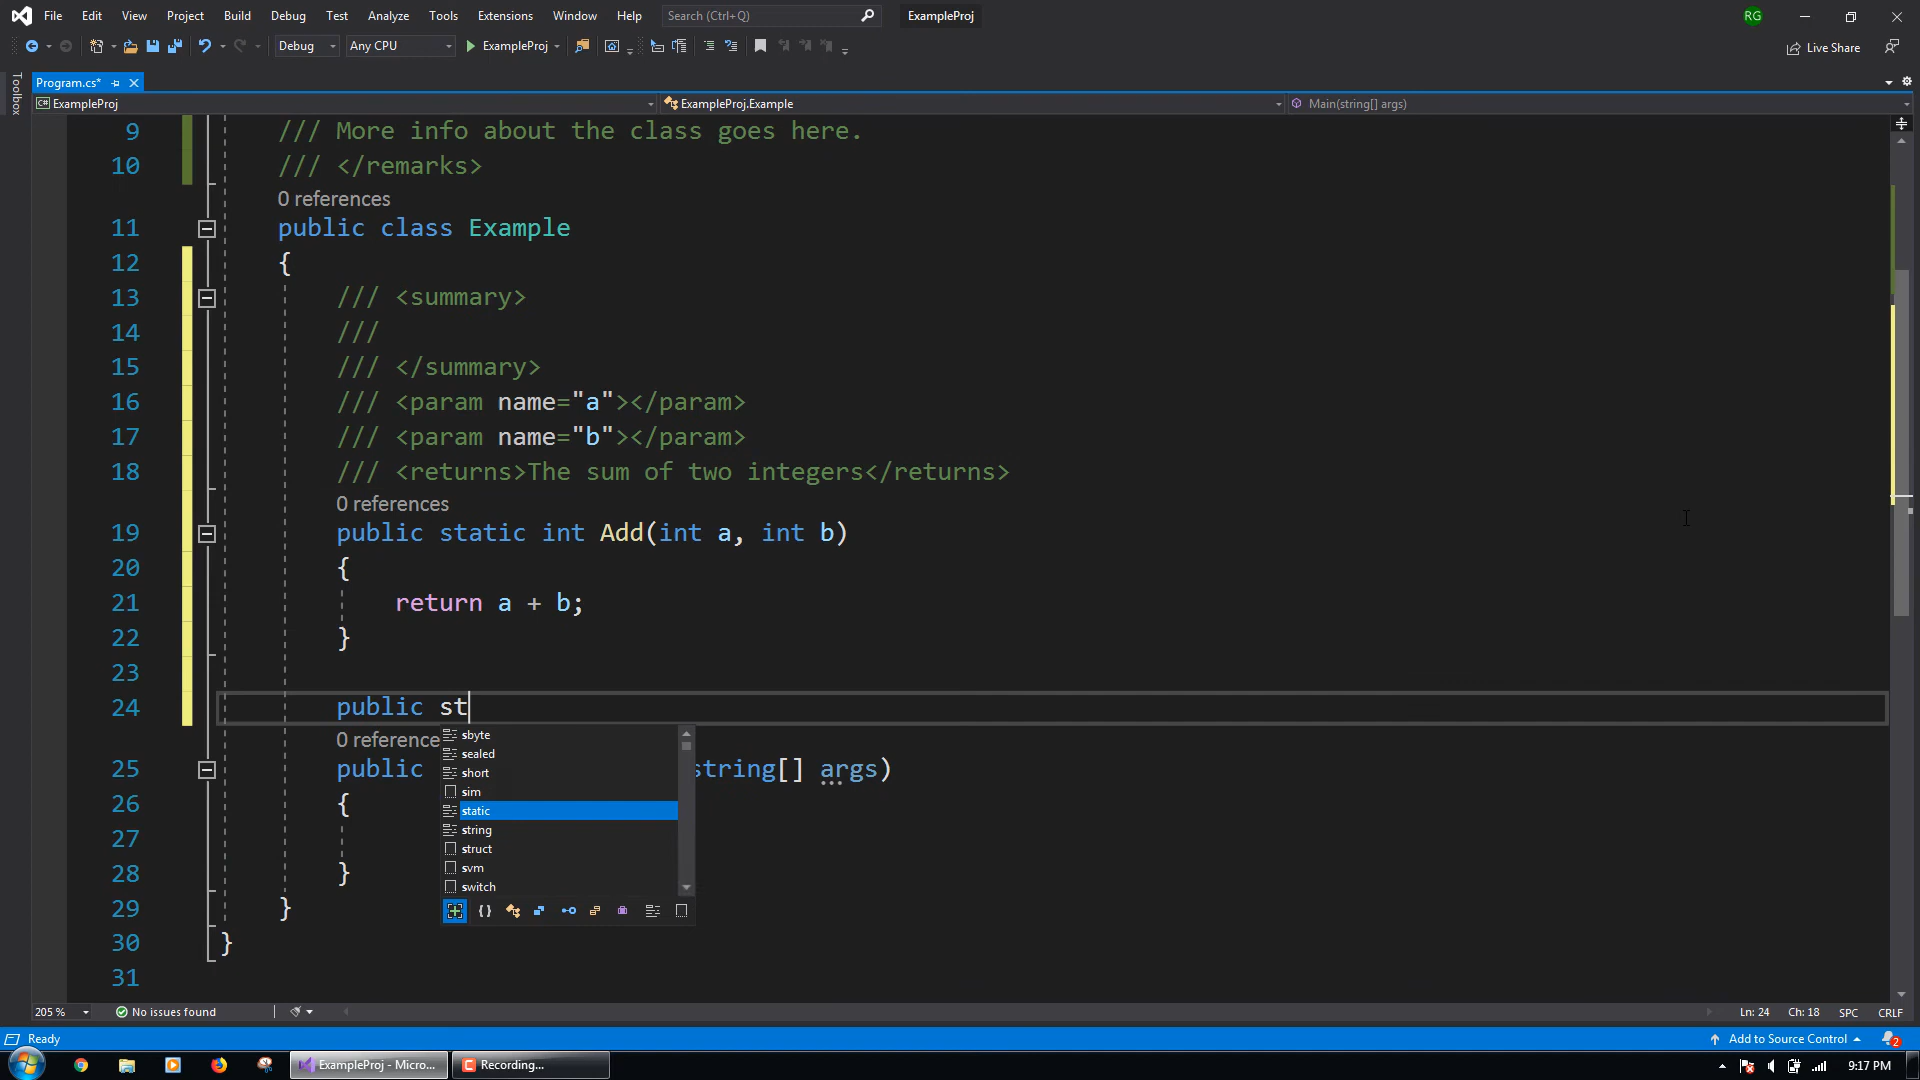 File Edit View Project Build Debug Test Analyze Tools Extensions Window Help Search (Ctrl+Q) ExampleProj RG
Debug Any CPU ExampleProj Live Share
Toolbox
Program.cs*
C# ExampleProj ExampleProj.Example Main(string[] args)
9 /// More info about the class goes here.
10 /// </remarks>
0 references
11 public class Example
12 {
13 /// <summary>
14 ///
15 /// </summary>
16 /// <param name="a"></param>
17 /// <param name="b"></param>
18 /// <returns>The sum of two integers</returns>
0 references
19 public static int Add(int a, int b)
20 {
21 return a + b;
22 }
23
24 public st
sbyte
0 reference
sealed
25 public string[] args)
short
sim
26 {
static
string
27
struct
28 }
svm
switch
29 }
30 }
31
205 % No issues found Ln: 24 Ch: 18 SPC CRLF
Ready Add to Source Control 2
ExampleProj - Micro... Recording... 9:17 PM